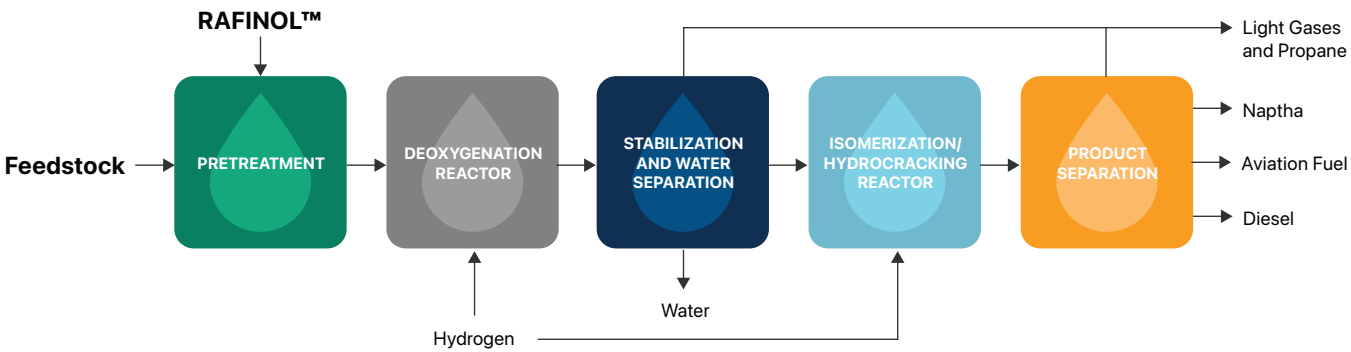 RAFINOL™
Feedstock
PRETREATMENT
DEOXYGENATION
REACTOR
STABILIZATION
AND WATER
SEPARATION
ISOMERIZATION/
HYDROCRACKING
REACTOR
PRODUCT
SEPARATION
Light Gases
and Propane
Naptha
Aviation Fuel
Diesel
Water
Hydrogen